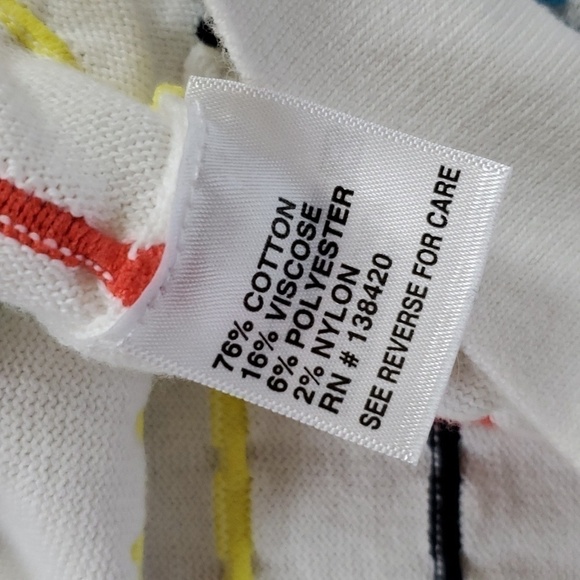 76% COTTON
16% VISCOSE
6% POLYESTER
2% NYLON
RN # 138420
SEE REVERSE FOR CARE